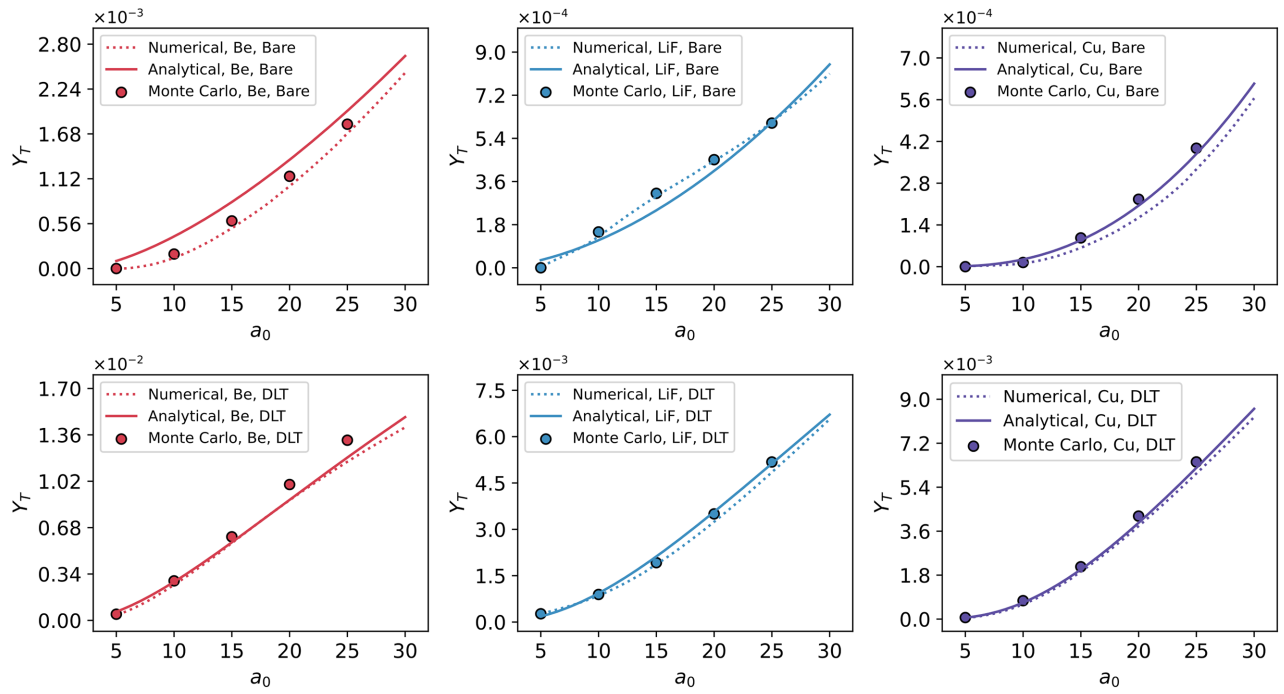 ×10⁻³
2.80
2.24
1.68
1.12
0.56
0.00
Y_T
Numerical, Be, Bare
Analytical, Be, Bare
Monte Carlo, Be, Bare
5 10 15 20 25 30
a₀
×10⁻⁴
9.0
7.2
5.4
3.6
1.8
0.0
Y_T
Numerical, LiF, Bare
Analytical, LiF, Bare
Monte Carlo, LiF, Bare
5 10 15 20 25 30
a₀
×10⁻⁴
7.0
5.6
4.2
2.8
1.4
0.0
Y_T
Numerical, Cu, Bare
Analytical, Cu, Bare
Monte Carlo, Cu, Bare
5 10 15 20 25 30
a₀
×10⁻²
1.70
1.36
1.02
0.68
0.34
0.00
Y_T
Numerical, Be, DLT
Analytical, Be, DLT
Monte Carlo, Be, DLT
5 10 15 20 25 30
a₀
×10⁻³
7.5
6.0
4.5
3.0
1.5
0.0
Y_T
Numerical, LiF, DLT
Analytical, LiF, DLT
Monte Carlo, LiF, DLT
5 10 15 20 25 30
a₀
×10⁻³
9.0
7.2
5.4
3.6
1.8
0.0
Y_T
Numerical, Cu, DLT
Analytical, Cu, DLT
Monte Carlo, Cu, DLT
5 10 15 20 25 30
a₀